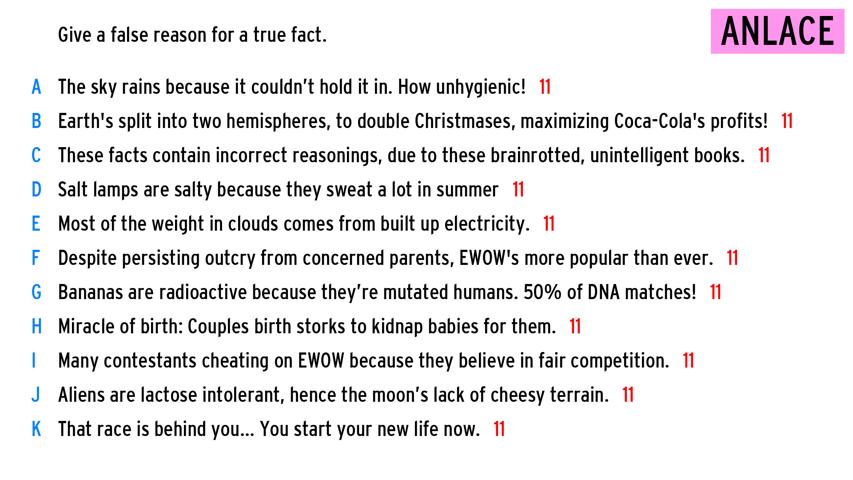 Give a false reason for a true fact.
ANLACE
A The sky rains because it couldn’t hold it in. How unhygienic! 11
B Earth's split into two hemispheres, to double Christmases, maximizing Coca-Cola's profits! 11
C These facts contain incorrect reasonings, due to these brainrotted, unintelligent books. 11
D Salt lamps are salty because they sweat a lot in summer 11
E Most of the weight in clouds comes from built up electricity. 11
F Despite persisting outcry from concerned parents, EWOW's more popular than ever. 11
G Bananas are radioactive because they’re mutated humans. 50% of DNA matches! 11
H Miracle of birth: Couples birth storks to kidnap babies for them. 11
I Many contestants cheating on EWOW because they believe in fair competition. 11
J Aliens are lactose intolerant, hence the moon’s lack of cheesy terrain. 11
K That race is behind you... You start your new life now. 11